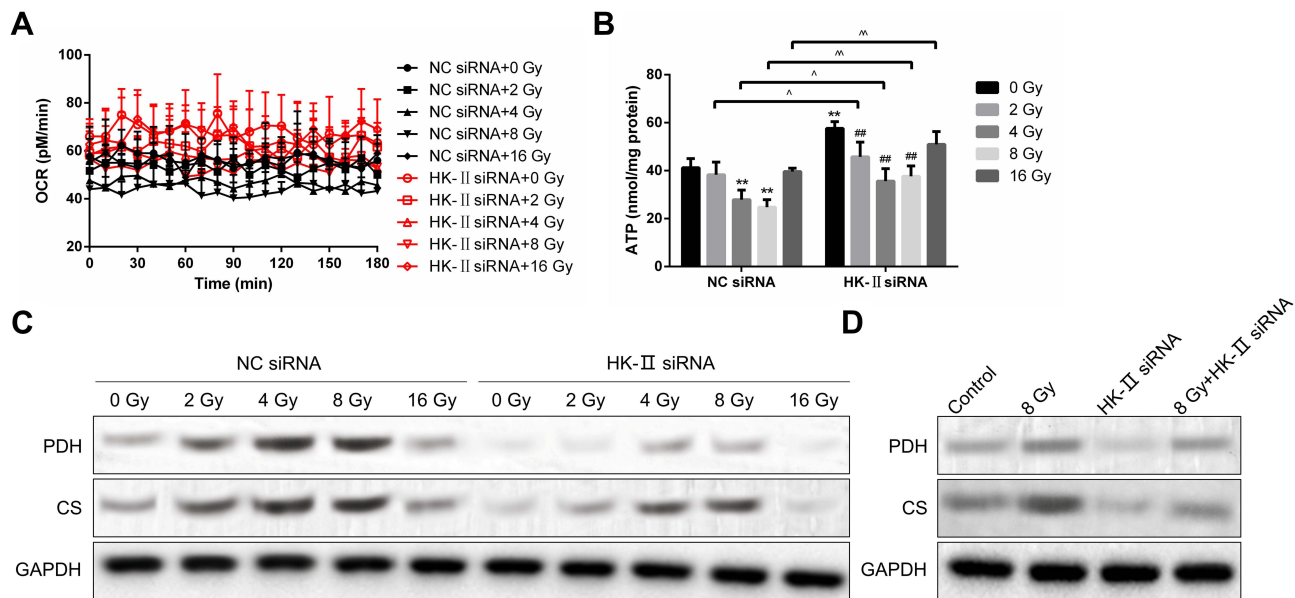 A
OCR (pM/min)
100
80
60
40
20
0
30
60
90
120
150
180
Time (min)
NC siRNA+0 Gy
NC siRNA+2 Gy
NC siRNA+4 Gy
NC siRNA+8 Gy
NC siRNA+16 Gy
HK-Ⅱ siRNA+0 Gy
HK-Ⅱ siRNA+2 Gy
HK-Ⅱ siRNA+4 Gy
HK-Ⅱ siRNA+8 Gy
HK-Ⅱ siRNA+16 Gy
B
ATP (nmol/mg protein)
80
60
40
20
0
^^
^^
^
^
**
**
**
##
##
##
NC siRNA
HK-Ⅱ siRNA
0 Gy
2 Gy
4 Gy
8 Gy
16 Gy
C
NC siRNA
HK-Ⅱ siRNA
0 Gy 2 Gy 4 Gy 8 Gy 16 Gy 0 Gy 2 Gy 4 Gy 8 Gy 16 Gy
PDH
CS
GAPDH
D
Control
8 Gy
HK-Ⅱ siRNA
8 Gy+HK-Ⅱ siRNA
PDH
CS
GAPDH